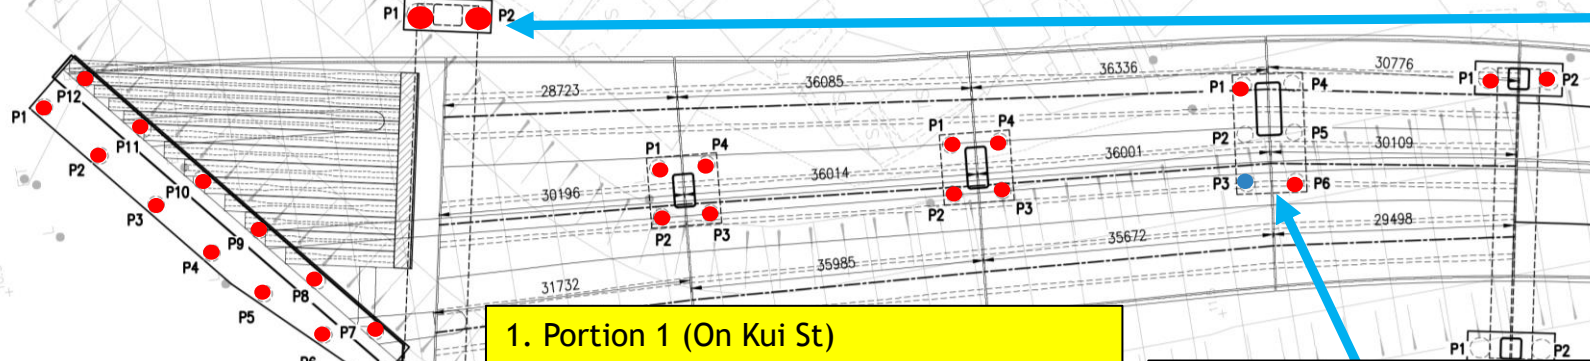 P1 P2
P12
P1
P11
P2
P10
P3
P9
P4
P8
P5
P7
P6
28723 36085 36336 30776
P1 P4
P2 P3
P1 P4
P2 P3
P1 P4
P2 P5
P3 P6
P1 P2
30196 36014 36001 30109
31732 35985 35672 29498
P1 P2
1. Portion 1 (On Kui St)